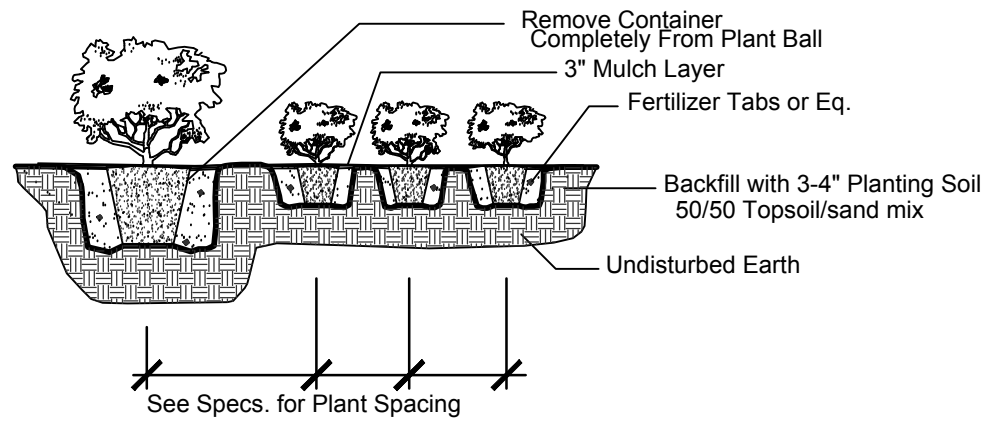 Remove Container
Completely From Plant Ball
3" Mulch Layer
Fertilizer Tabs or Eq.
Backfill with 3-4" Planting Soil
50/50 Topsoil/sand mix
Undisturbed Earth
See Specs. for Plant Spacing